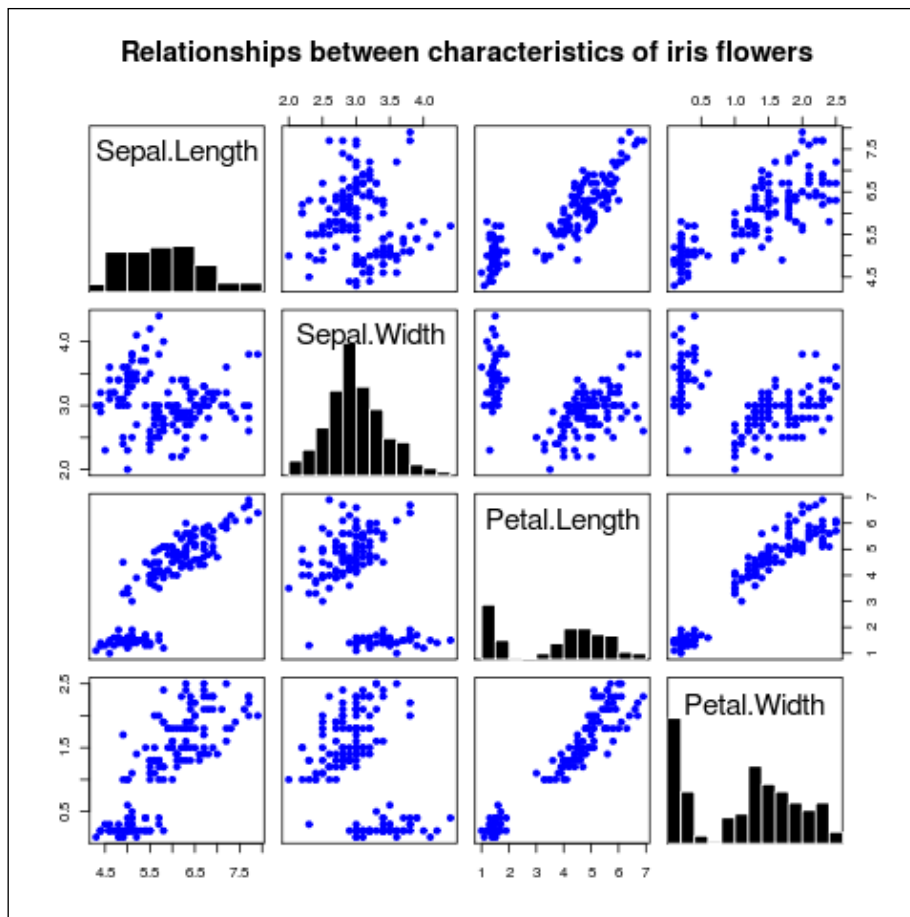 Relationships between characteristics of iris flowers
2.0 2.5 3.0 3.5 4.0
0.5 1.0 1.5 2.0 2.5
Sepal.Length
4.5 5.5 6.5 7.5
Sepal.Width
2.0 3.0 4.0
Petal.Length
1 2 3 4 5 6 7
Petal.Width
0.5 1.5 2.5
4.5 5.5 6.5 7.5
1 2 3 4 5 6 7